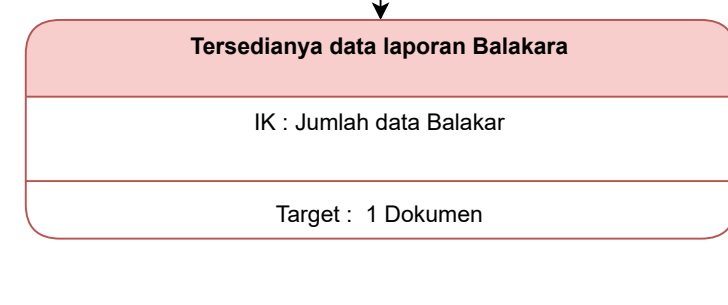 Tersedianya data laporan Balakara
IK : Jumlah data Balakar
Target :  1 Dokumen